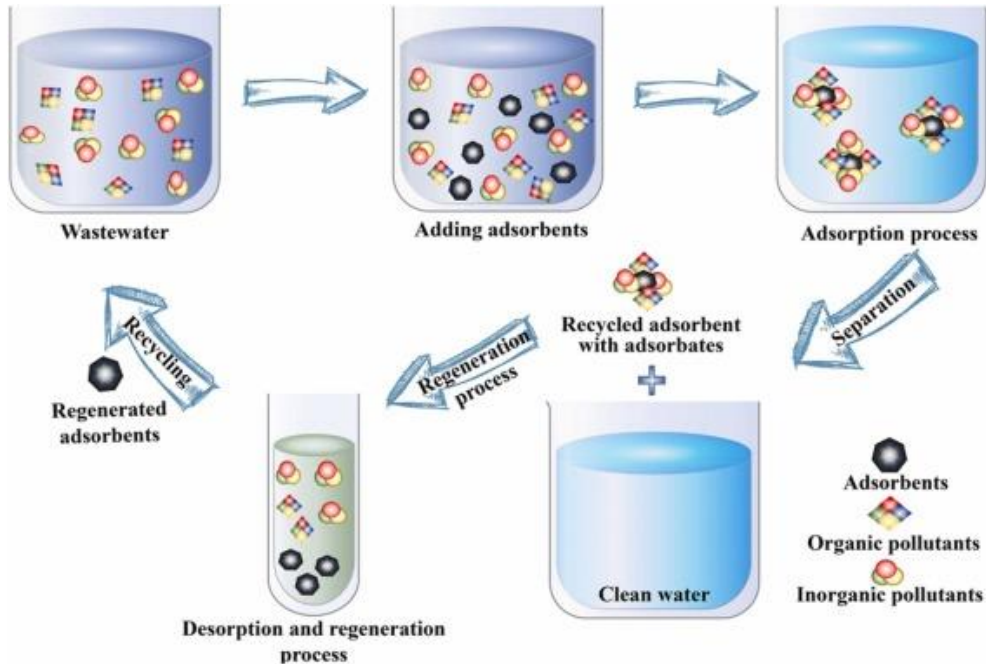 Wastewater
Adding adsorbents
Adsorption process
Separation
Recycled adsorbent
with adsorbates
Regeneration
process
Recycling
Regenerated
adsorbents
Clean water
Desorption and regeneration
process
Adsorbents
Organic pollutants
Inorganic pollutants